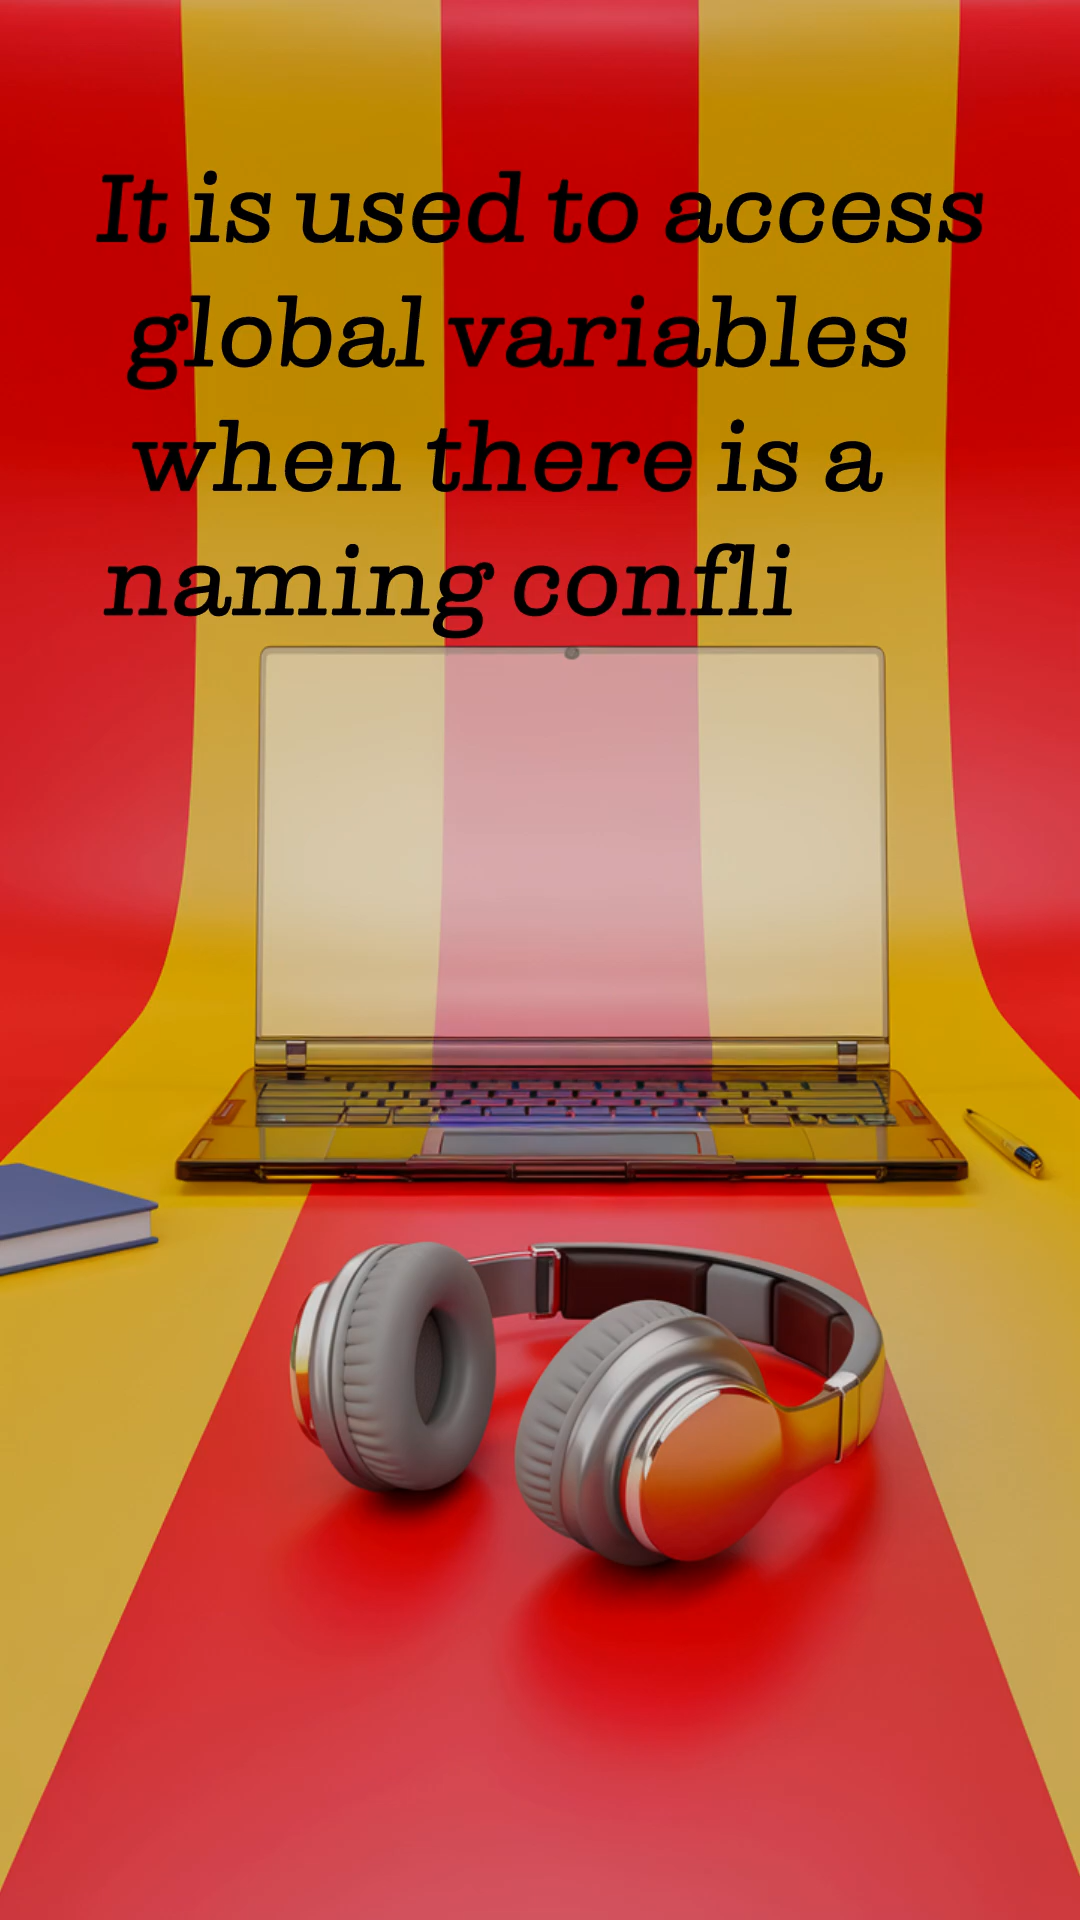 It is used to access
global variables
when there is a
naming confli